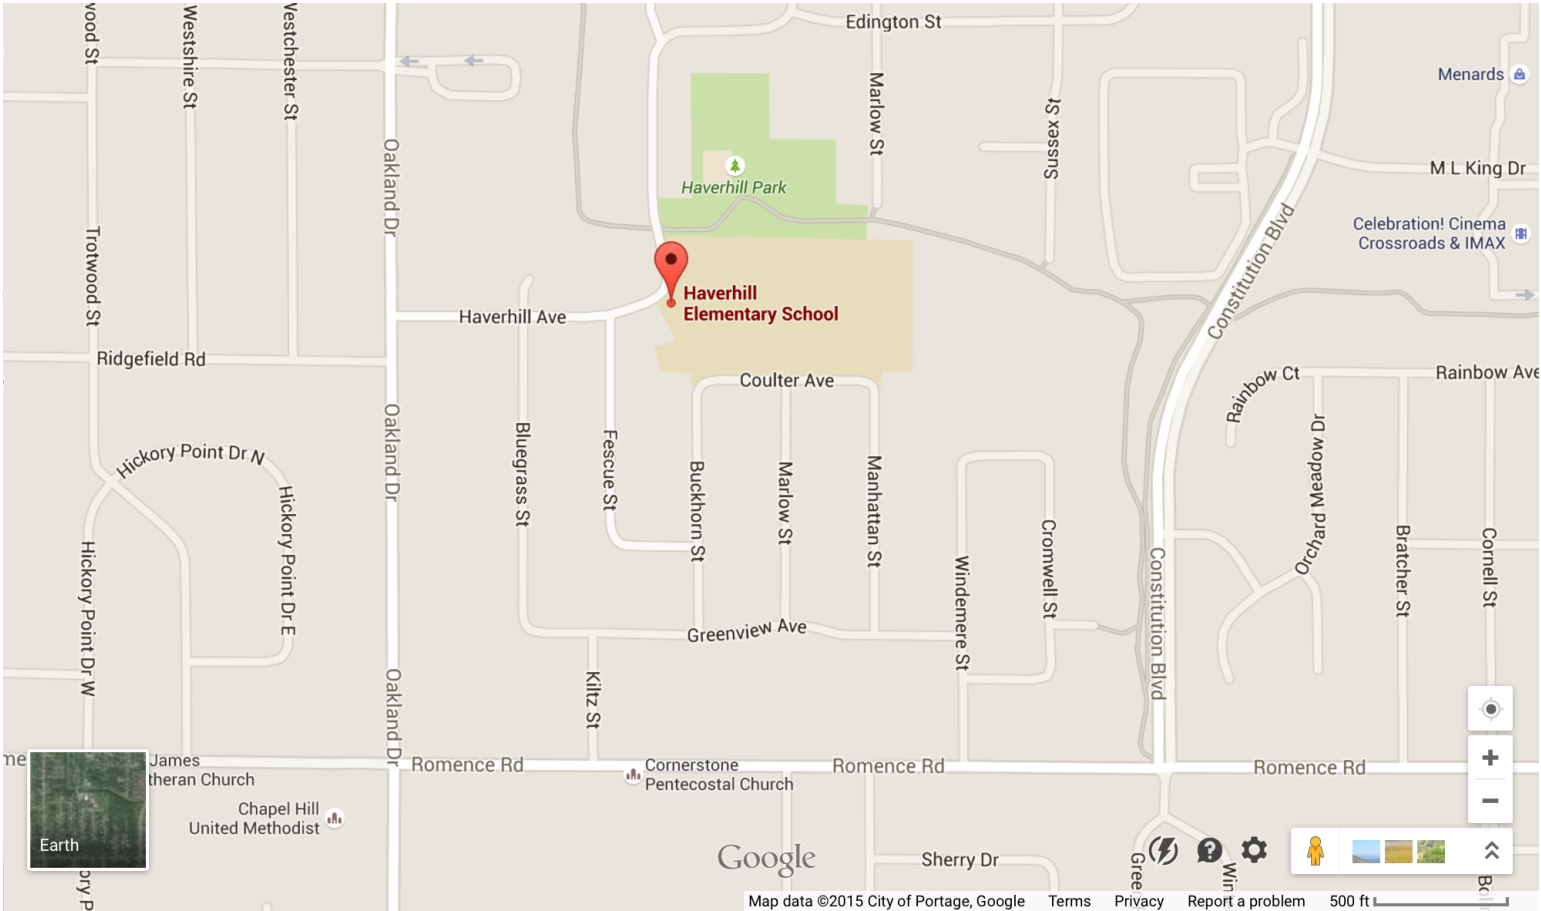 wood St
Westshire St
Westchester St
Edington St
Menards
Oakland Dr
Marlow St
Sussex St
M L King Dr
Haverhill Park
Celebration! Cinema
Crossroads & IMAX
Trotwood St
Constitution Blvd
Haverhill
Elementary School
Haverhill Ave
Ridgefield Rd
Coulter Ave
Rainbow Ct
Rainbow Ave
Oakland Dr
Hickory Point Dr N
Bluegrass St
Fescue St
Buckhorn St
Marlow St
Manhattan St
Orchard Meadow Dr
Hickory Point Dr E
Hickory Point Dr W
Windemere St
Cromwell St
Constitution Blvd
Bratcher St
Cornell St
Greenview Ave
Kiltz St
Oakland Dr
me
James
theran Church
Romence Rd
Cornerstone
Pentecostal Church
Romence Rd
Romence Rd
Chapel Hill
United Methodist
Earth
Google
Sherry Dr
Green
Win
ory P
Map data ©2015 City of Portage, Google
Terms
Privacy
Report a problem
500 ft